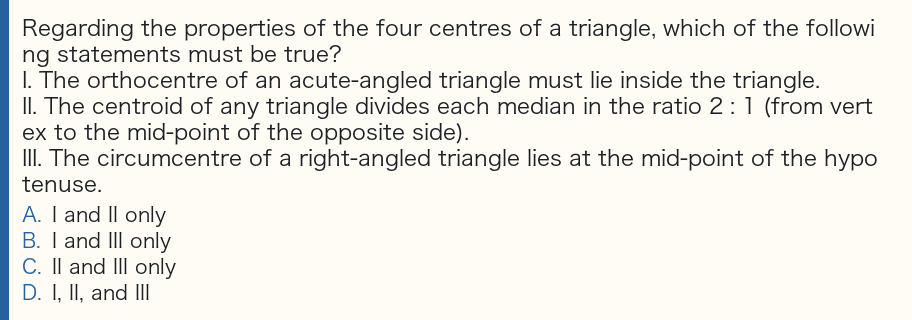 Regarding the properties of the four centres of a triangle, which of the followi
ng statements must be true?
I. The orthocentre of an acute-angled triangle must lie inside the triangle.
II. The centroid of any triangle divides each median in the ratio 2 : 1 (from vert
ex to the mid-point of the opposite side).
III. The circumcentre of a right-angled triangle lies at the mid-point of the hypo
tenuse.
A. I and II only
B. I and III only
C. II and III only
D. I, II, and III